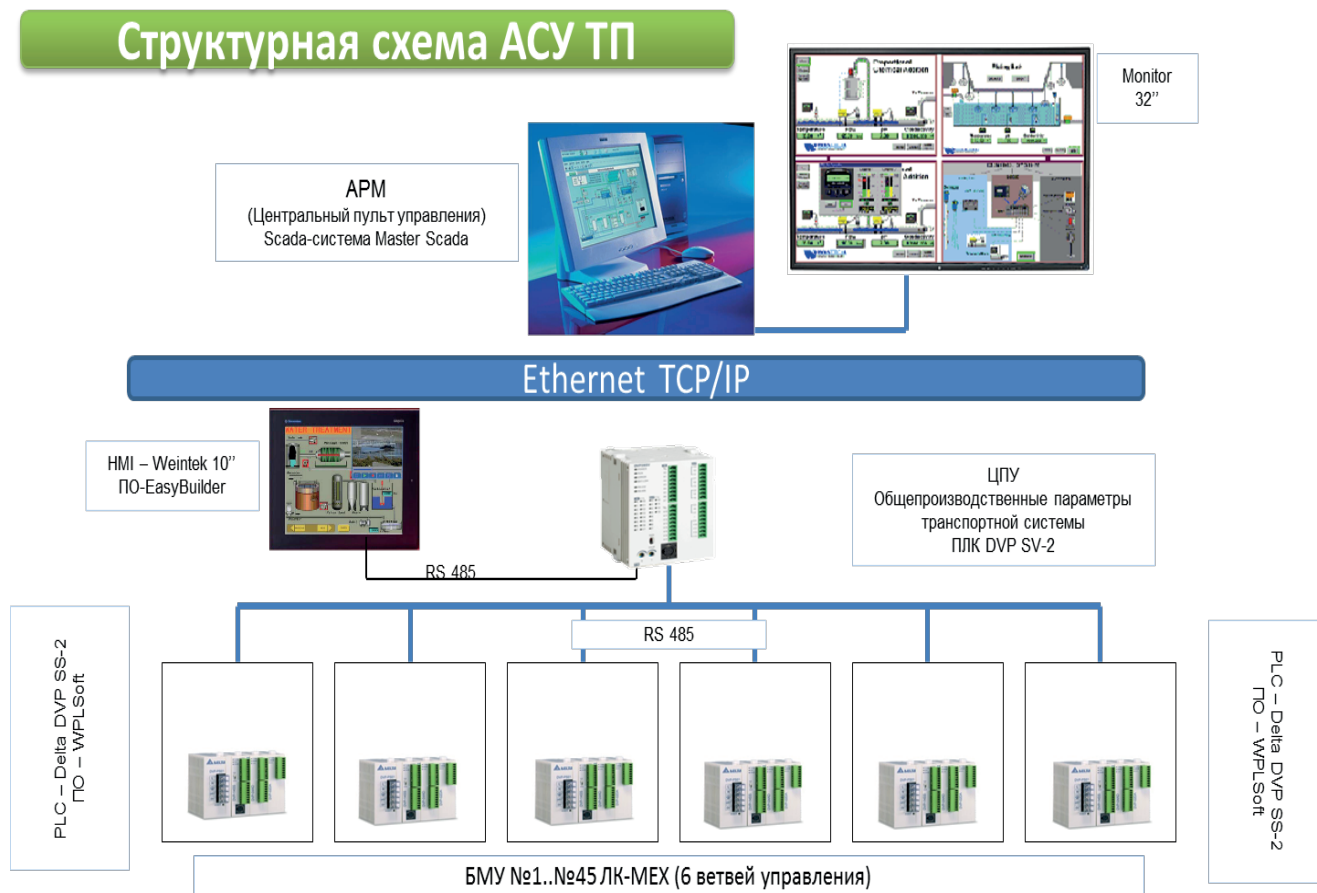 Структурная схема АСУ ТП
Monitor
32’’
АРМ
(Центральный пульт управления)
Scada-система Master Scada
Ethernet TCP/IP
HMI – Weintek 10’’
ПО-EasyBuilder
WATER TREATMENT
ЦПУ
Общепроизводственные параметры
транспортной системы
ПЛК DVP SV-2
RS 485
RS 485
PLC – Delta DVP SS-2
ПО – WPLSoft
PLC – Delta DVP SS-2
ПО – WPLSoft
БМУ №1..№45 ЛК-МЕХ (6 ветвей управления)